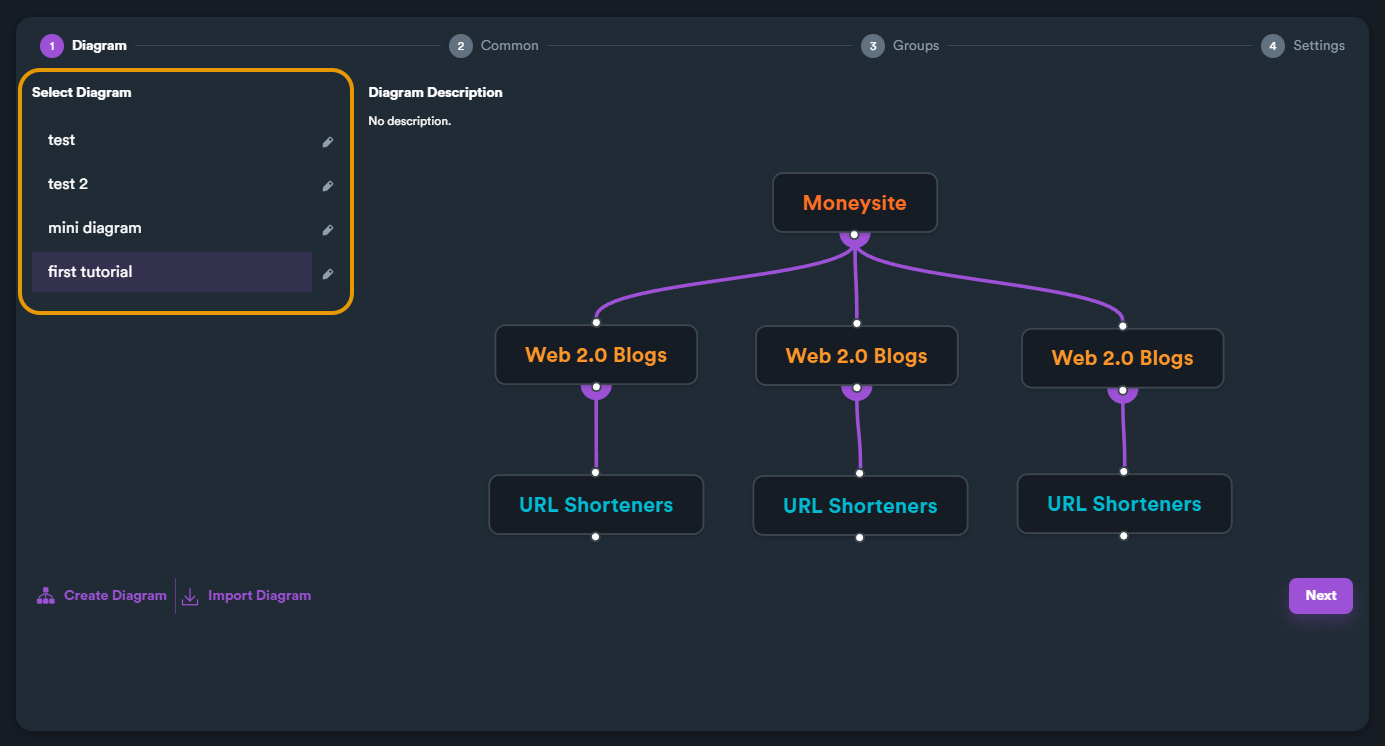 1 Diagram 2 Common 3 Groups 4 Settings
Select Diagram
test
test 2
mini diagram
first tutorial
Diagram Description
No description.
Moneysite
Web 2.0 Blogs Web 2.0 Blogs Web 2.0 Blogs
URL Shorteners URL Shorteners URL Shorteners
Create Diagram Import Diagram Next